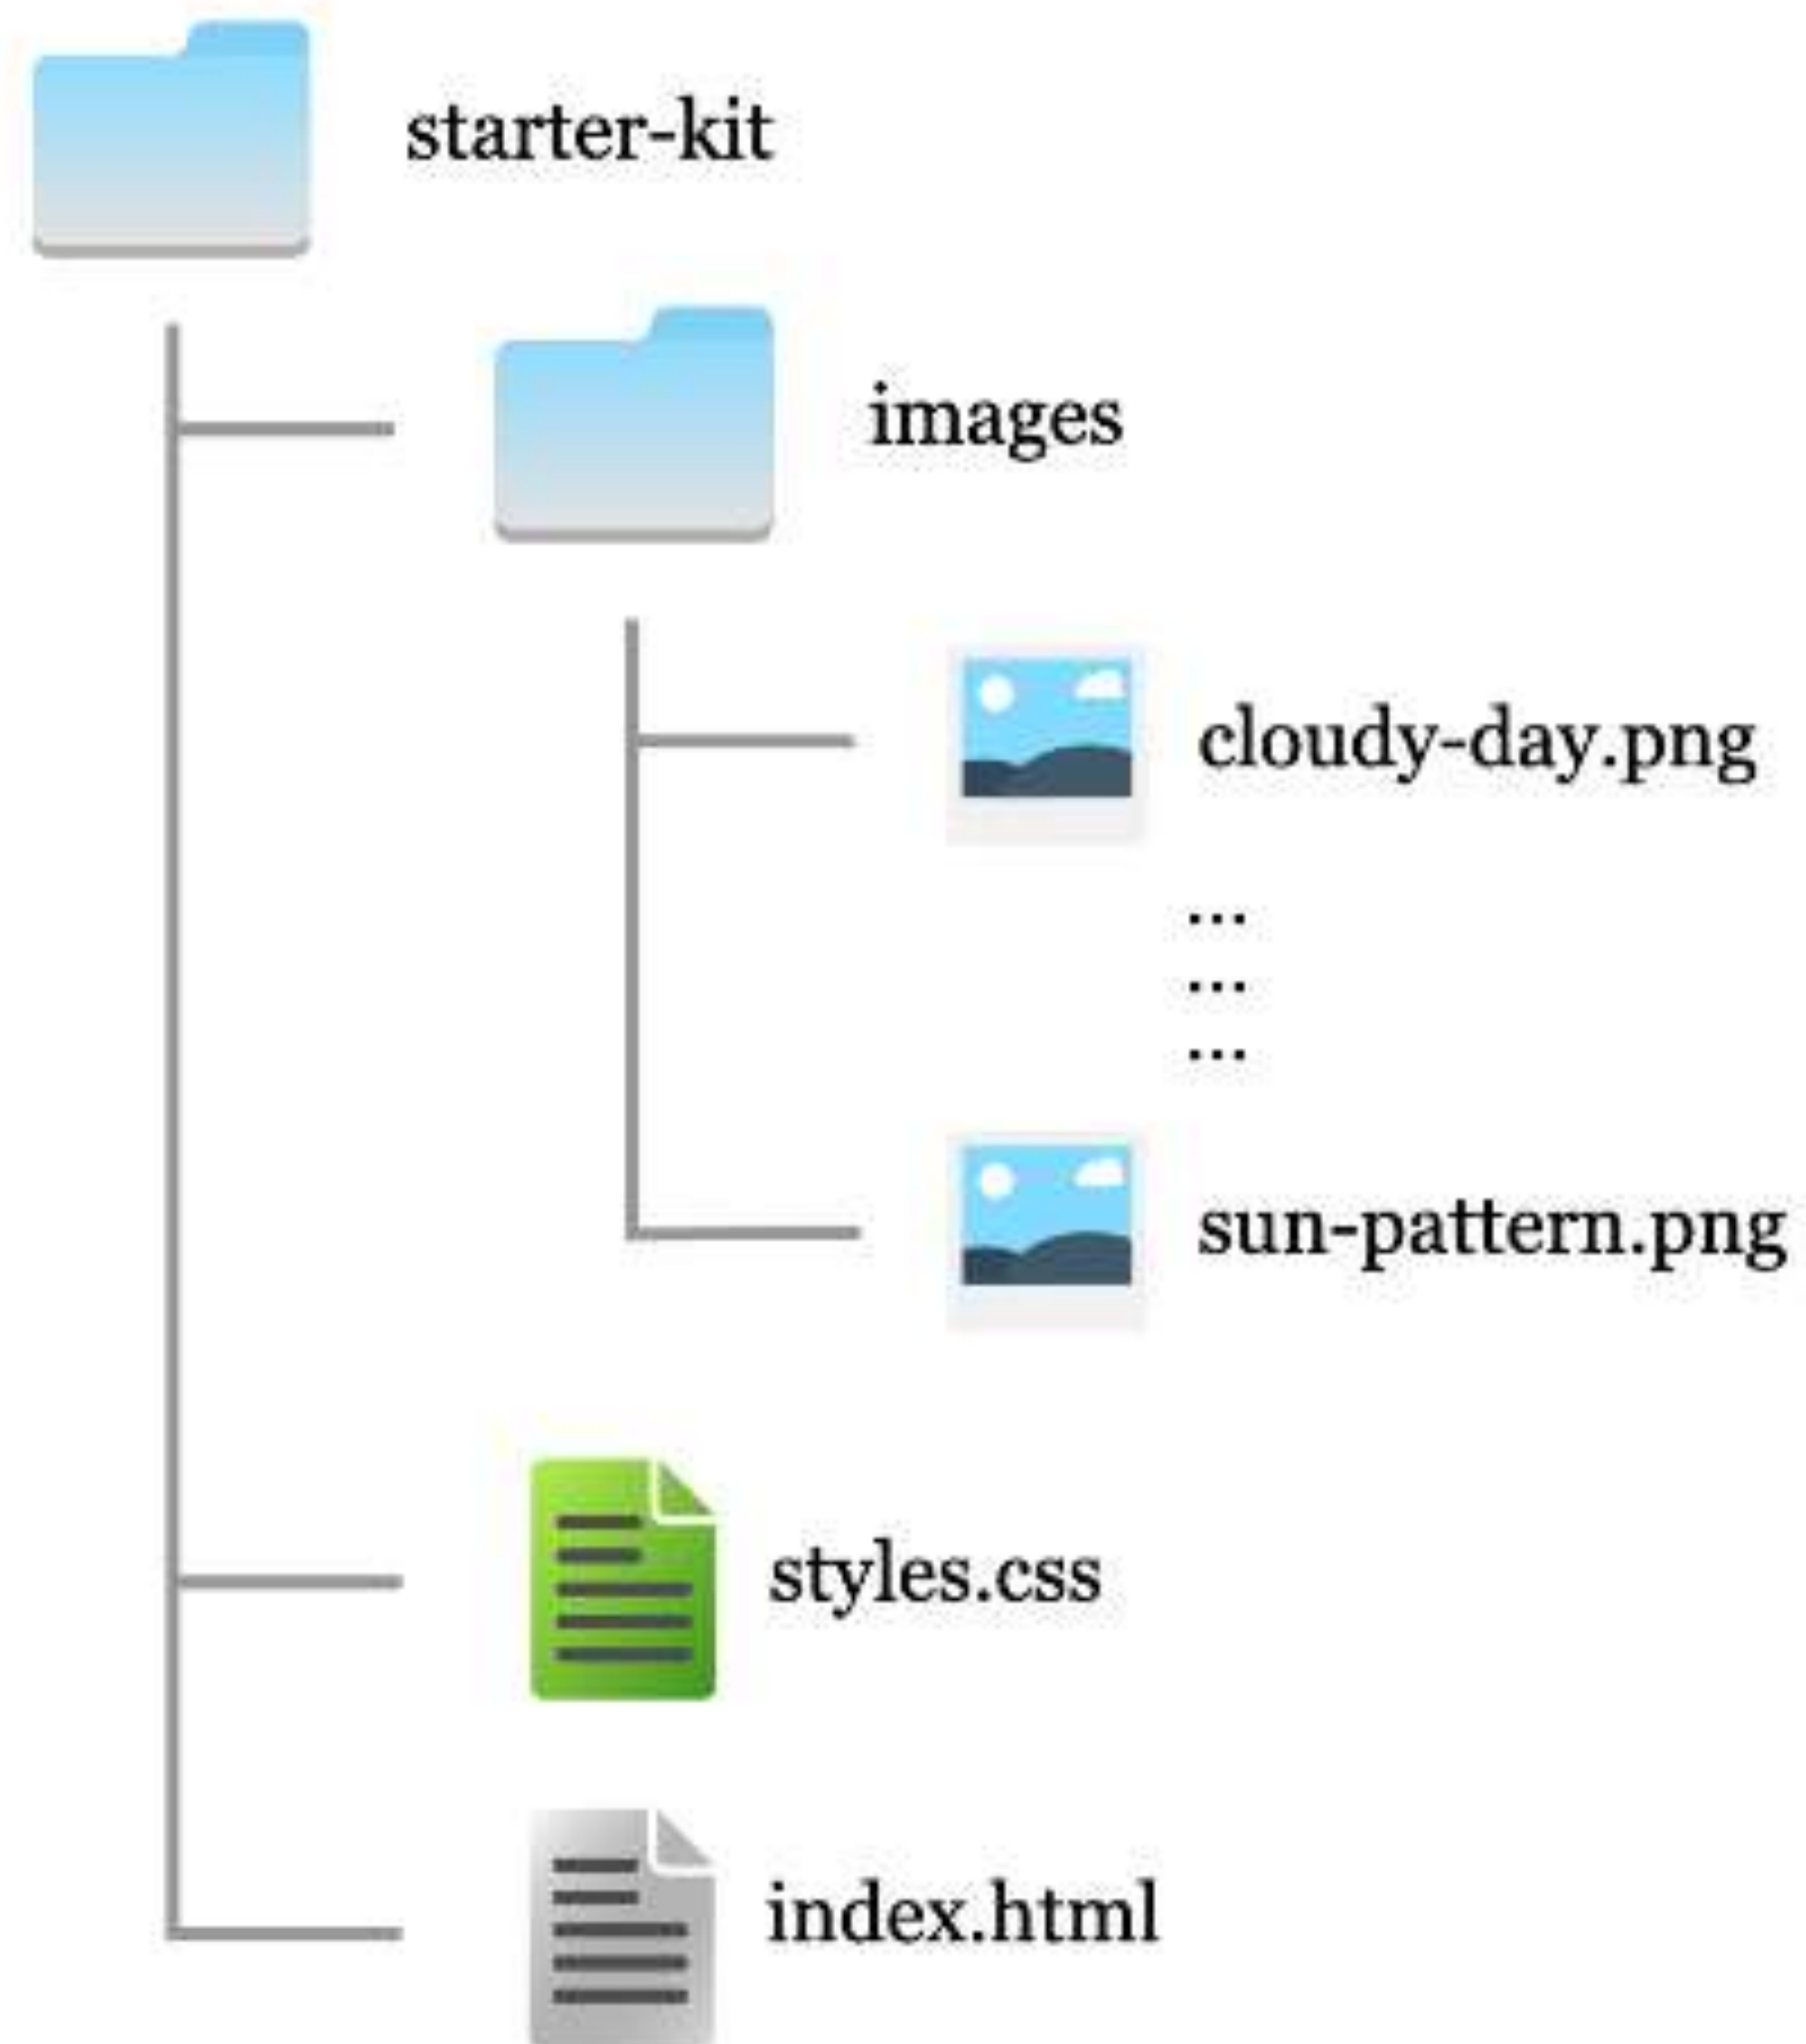 starter-kit
images
cloudy-day.png
...
...
...
sun-pattern.png
styles.css
index.html